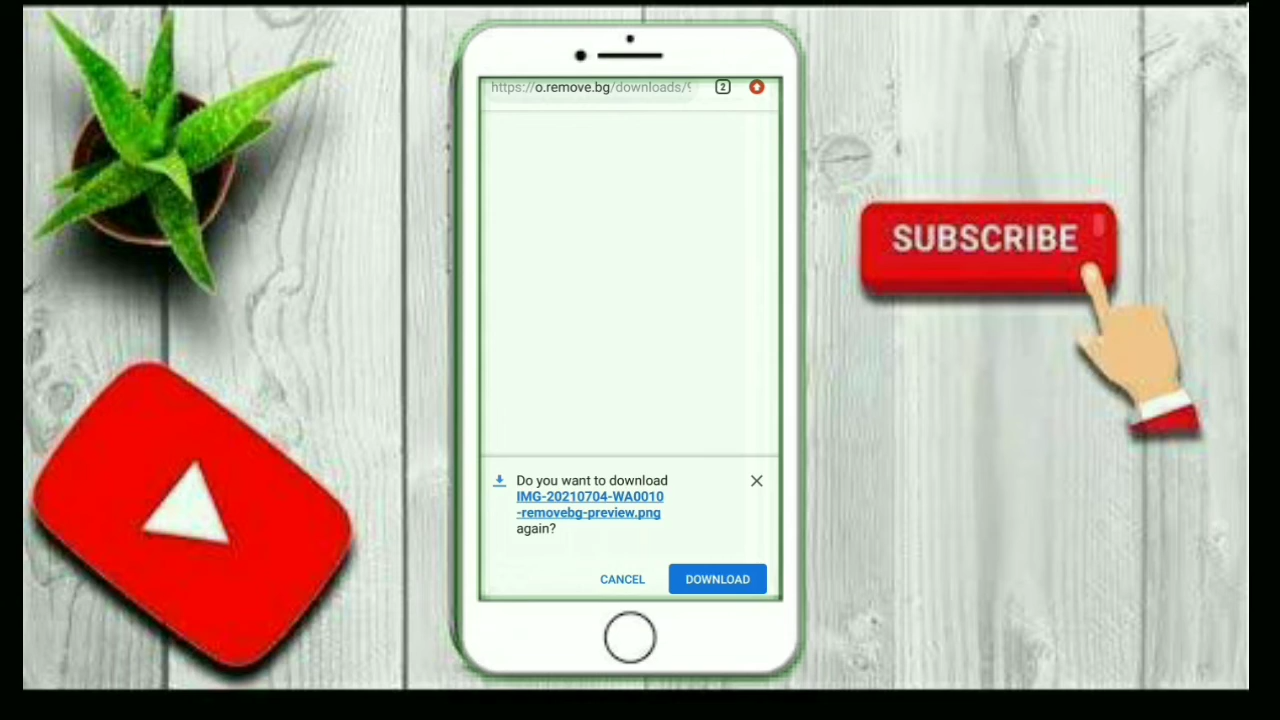 https://o.remove.bg/downloads/
2
SUBSCRIBE
Do you want to download
IMG-20210704-WA0010
-removebg-preview.png
again?
CANCEL
DOWNLOAD